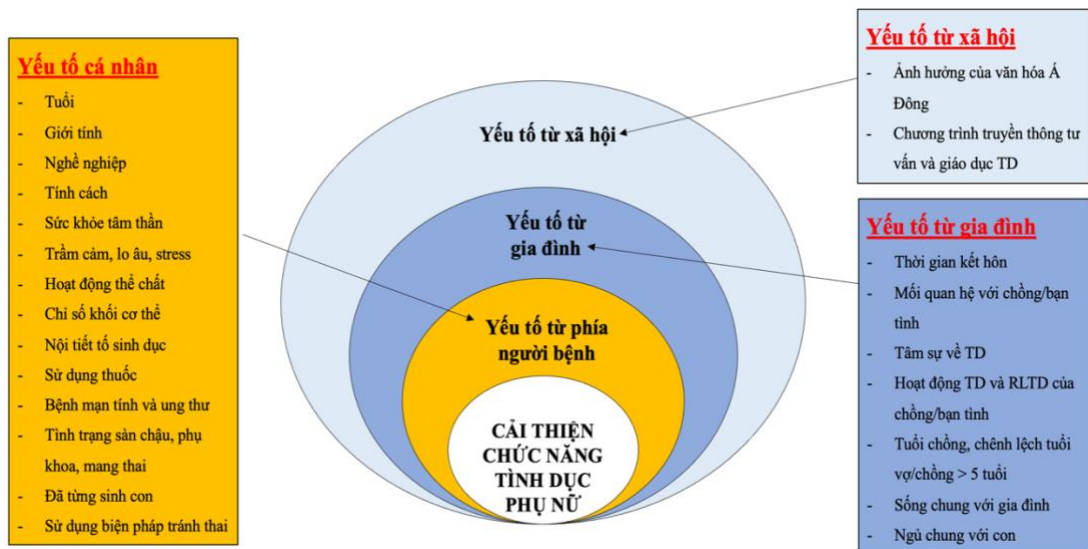 Yếu tố cá nhân
- Tuổi
- Giới tính
- Nghề nghiệp
- Tính cách
- Sức khỏe tâm thần
- Trầm cảm, lo âu, stress
- Hoạt động thể chất
- Chỉ số khối cơ thể
- Nội tiết tố sinh dục
- Sử dụng thuốc
- Bệnh mạn tính và ung thư
- Tình trạng sàn chậu, phụ
khoa, mang thai
- Đã từng sinh con
- Sử dụng biện pháp tránh thai
Yếu tố từ xã hội
Yếu tố từ
gia đình
Yếu tố từ phía
người bệnh
CẢI THIỆN
CHỨC NĂNG
TÌNH DỤC
PHỤ NỮ
Yếu tố từ xã hội
- Ảnh hưởng của văn hóa Á
Đông
- Chương trình truyền thông tư
vấn và giáo dục TD
Yếu tố từ gia đình
- Thời gian kết hôn
- Mối quan hệ với chồng/bạn
tình
- Tâm sự về TD
- Hoạt động TD và RLTD của
chồng/bạn tình
- Tuổi chồng, chênh lệch tuổi
vợ/chồng > 5 tuổi
- Sống chung với gia đình
- Ngủ chung với con